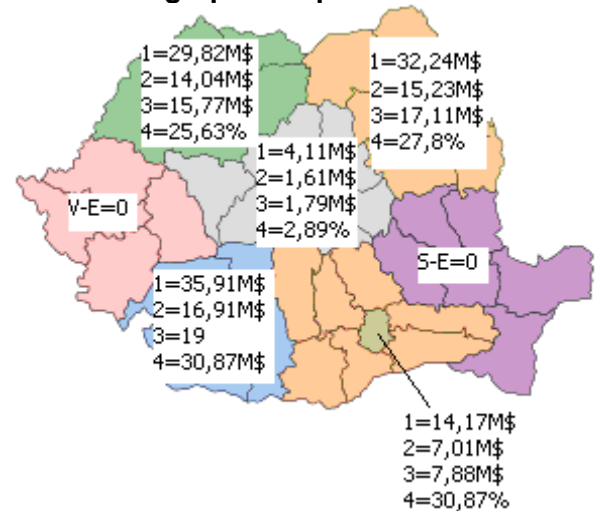 1=29,82M$
2=14,04M$
3=15,77M$
4=25,63%
1=32,24M$
2=15,23M$
3=17,11M$
4=27,8%
1=4,11M$
2=1,61M$
3=1,79M$
4=2,89%
V-E=0
S-E=0
1=35,91M$
2=16,91M$
3=19
4=30,87M$
1=14,17M$
2=7,01M$
3=7,88M$
4=30,87%